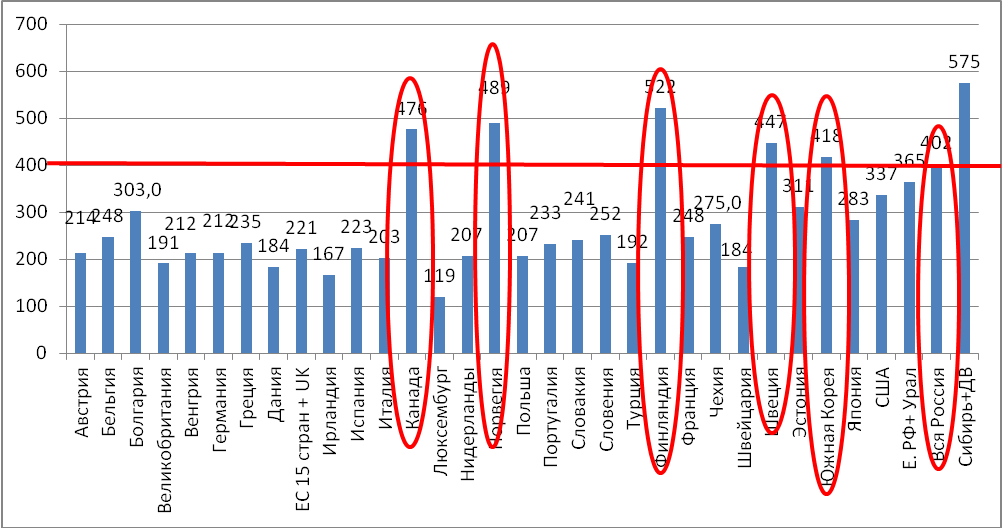 700
600
500
400
300
200
100
0
214
248
303,0
191
212
212
235
184
221
167
223
203
476
119
207
489
207
233
241
252
192
522
248
275,0
184
447
311
418
283
337
365
402
575
Австрия
Бельгия
Болгария
Великобритания
Венгрия
Германия
Греция
Дания
ЕС 15 стран + UK
Ирландия
Испания
Италия
Канада
Люксембург
Нидерланды
Норвегия
Польша
Португалия
Словакия
Словения
Турция
Финляндия
Франция
Чехия
Швейцария
Швеция
Эстония
Южная Корея
Япония
США
Е. РФ+ Урал
Вся Россия
Сибирь+ДВ